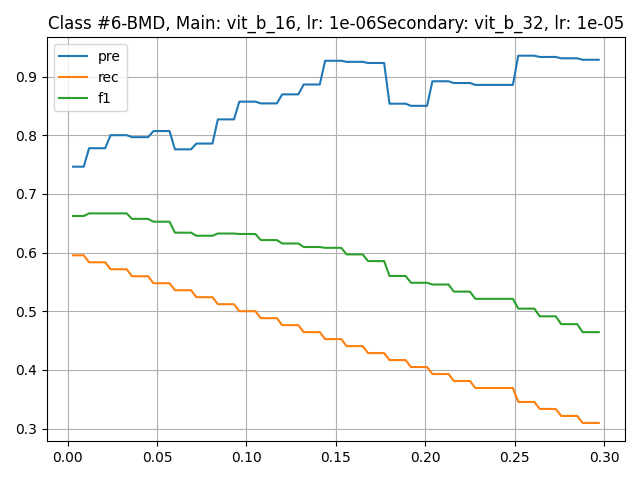 Class #6-BMD, Main: vit_b_16, lr: 1e-06Secondary: vit_b_32, lr: 1e-05
pre
rec
f1
0.9
0.8
0.7
0.6
0.5
0.4
0.3
0.00 0.05 0.10 0.15 0.20 0.25 0.30